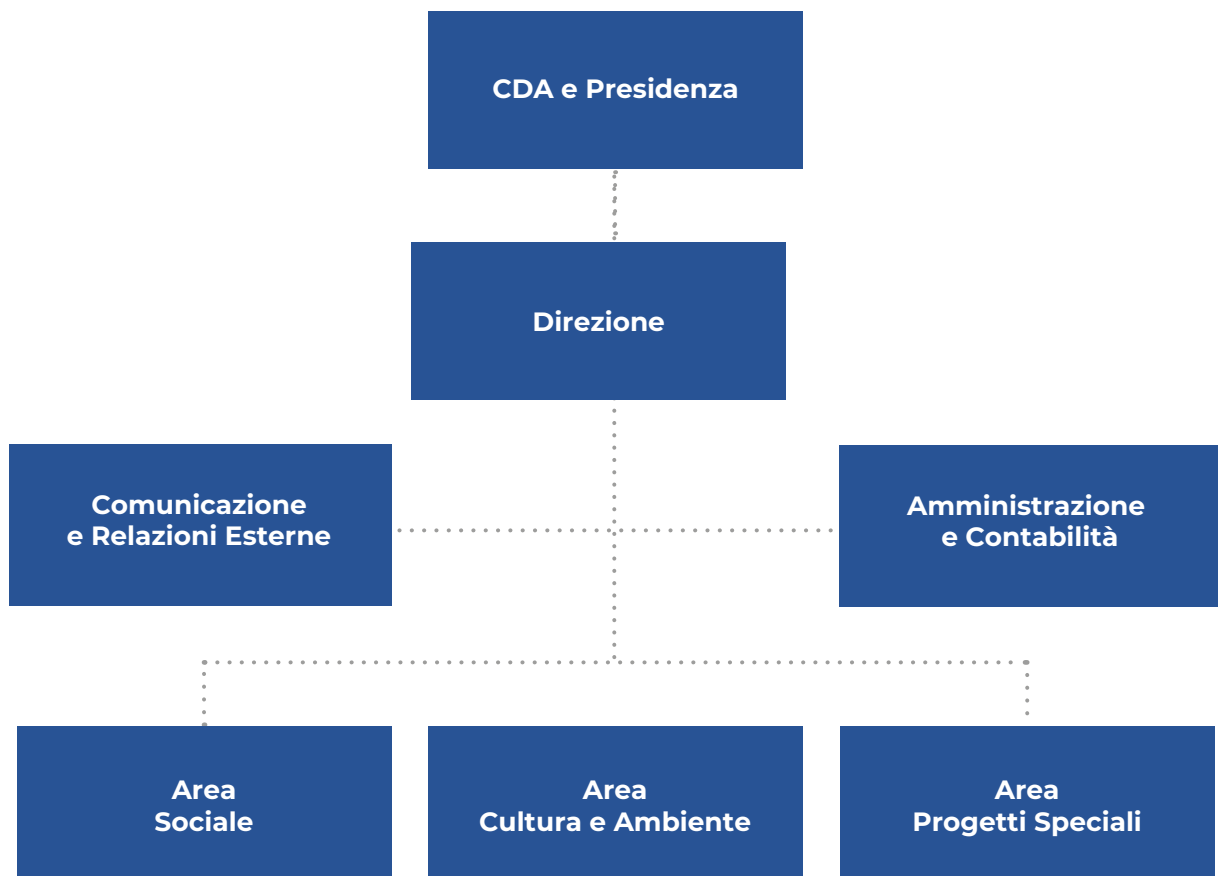 CDA e Presidenza
Direzione
Comunicazione
e Relazioni Esterne
Amministrazione
e Contabilità
Area
Sociale
Area
Cultura e Ambiente
Area
Progetti Speciali